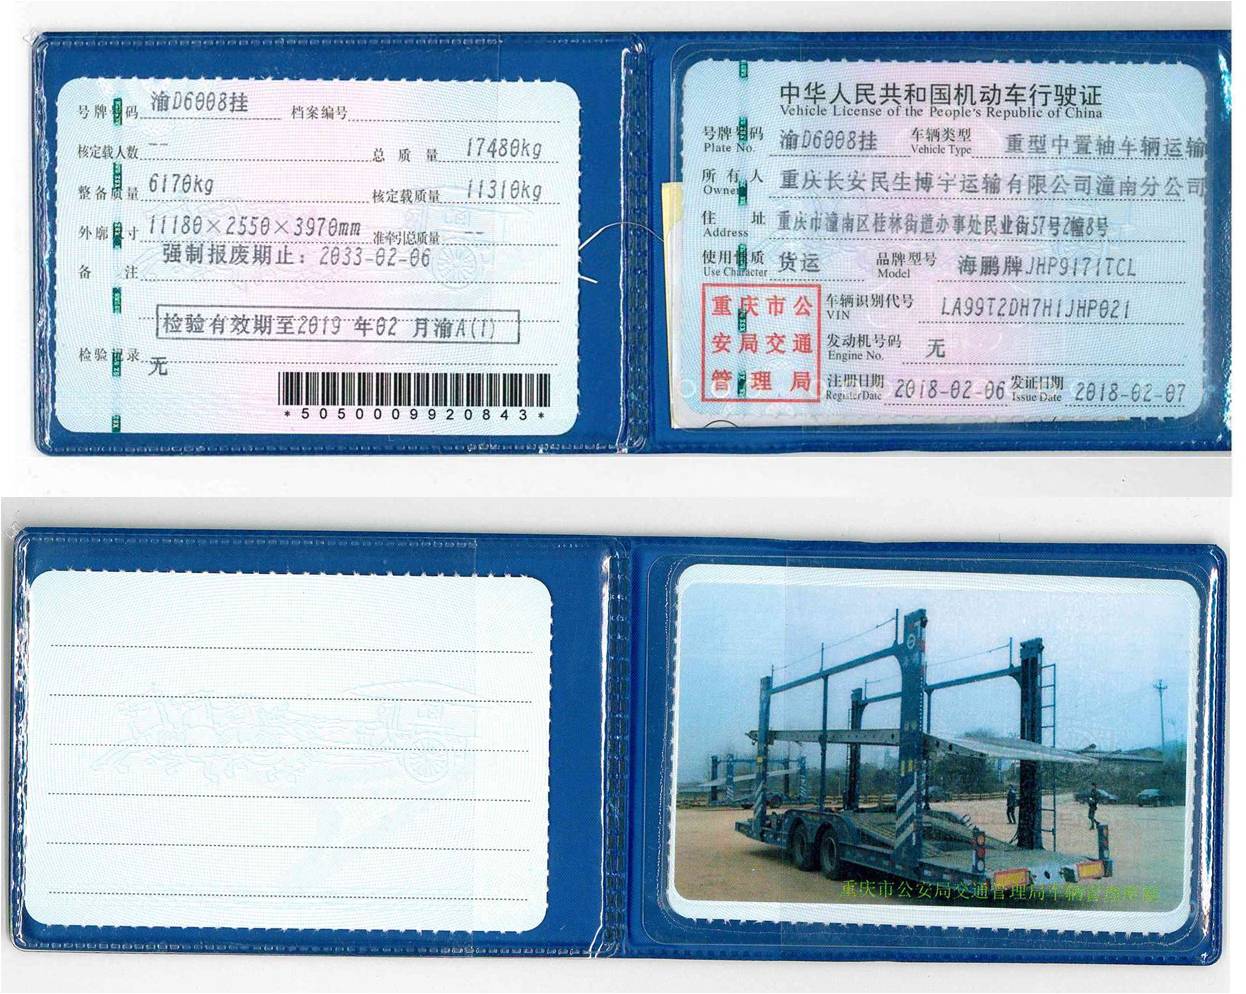 号牌号码 渝D6008挂 档案编号
核定载人数 -- 总质量 17480kg
整备质量 6170kg 核定载质量 11310kg
外廓尺寸 11180×2550×3970mm 准牵引总质量 --
强制报废期止：2033-02-06
备注
检验有效期至2019 年02 月渝A(1)
检验记录 无
*5050009920843*
中华人民共和国机动车行驶证
Vehicle License of the People's Republic of China
号牌号码 渝D6008挂 车辆类型 重型中置轴车辆运输
Plate No. Vehicle Type
所有人 重庆长安民生博宇运输有限公司潼南分公司
Owner
住址 重庆市潼南区桂林街道办事处民业街57号2幢8号
Address
使用性质 货运 品牌型号 海鹏牌JHP9171TCL
Use Character Model
重庆市公安局交通管理局
车辆识别代号 LA99T2DH7H1JHP021
VIN
发动机号码 无
Engine No.
注册日期 2018-02-06 发证日期 2018-02-07
Register Date Issue Date
重庆市公安局交通管理局车辆管理所